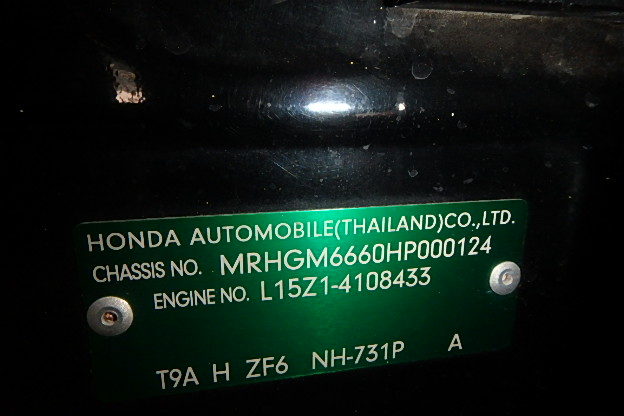 HONDA AUTOMOBILE(THAILAND)CO.,LTD.
CHASSIS NO. MRHGM6660HP000124
ENGINE NO. L15Z1-4108433
T9A H ZF6 NH-731P A